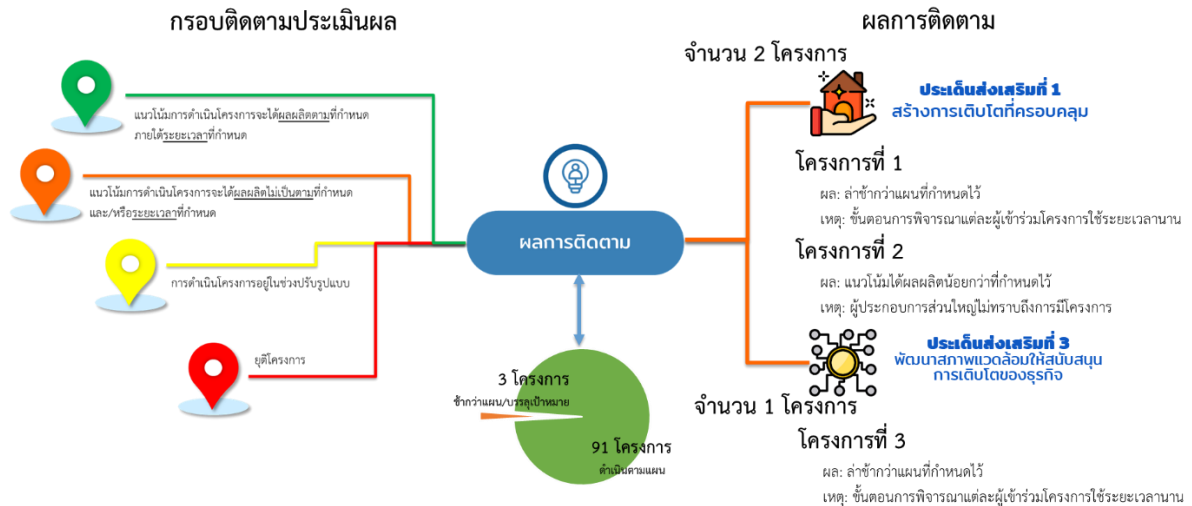 กรอบติดตามประเมินผล
แนวโน้มการดำเนินโครงการจะได้ผลผลิตตามที่กำหนด
ภายใต้ระยะเวลาที่กำหนด
แนวโน้มการดำเนินโครงการจะได้ผลผลิตไม่เป็นตามที่กำหนด
และ/หรือระยะเวลาที่กำหนด
การดำเนินโครงการอยู่ในช่วงปรับรูปแบบ
ยุติโครงการ
ผลการติดตาม
3 โครงการ
ช้ากว่าแผน/บรรลุเป้าหมาย
91 โครงการ
ดำเนินตามแผน
ผลการติดตาม
จำนวน 2 โครงการ
ประเด็นส่งเสริมที่ 1
สร้างการเติบโตที่ครอบคลุม
โครงการที่ 1
ผล: ล่าช้ากว่าแผนที่กำหนดไว้
เหตุ: ขั้นตอนการพิจารณาแต่ละผู้เข้าร่วมโครงการใช้ระยะเวลานาน
โครงการที่ 2
ผล: แนวโน้มได้ผลผลิตน้อยกว่าที่กำหนดไว้
เหตุ: ผู้ประกอบการส่วนใหญ่ไม่ทราบถึงการมีโครงการ
ประเด็นส่งเสริมที่ 3
พัฒนาสภาพแวดล้อมให้สนับสนุน
การเติบโตของธุรกิจ
จำนวน 1 โครงการ
โครงการที่ 3
ผล: ล่าช้ากว่าแผนที่กำหนดไว้
เหตุ: ขั้นตอนการพิจารณาแต่ละผู้เข้าร่วมโครงการใช้ระยะเวลานาน